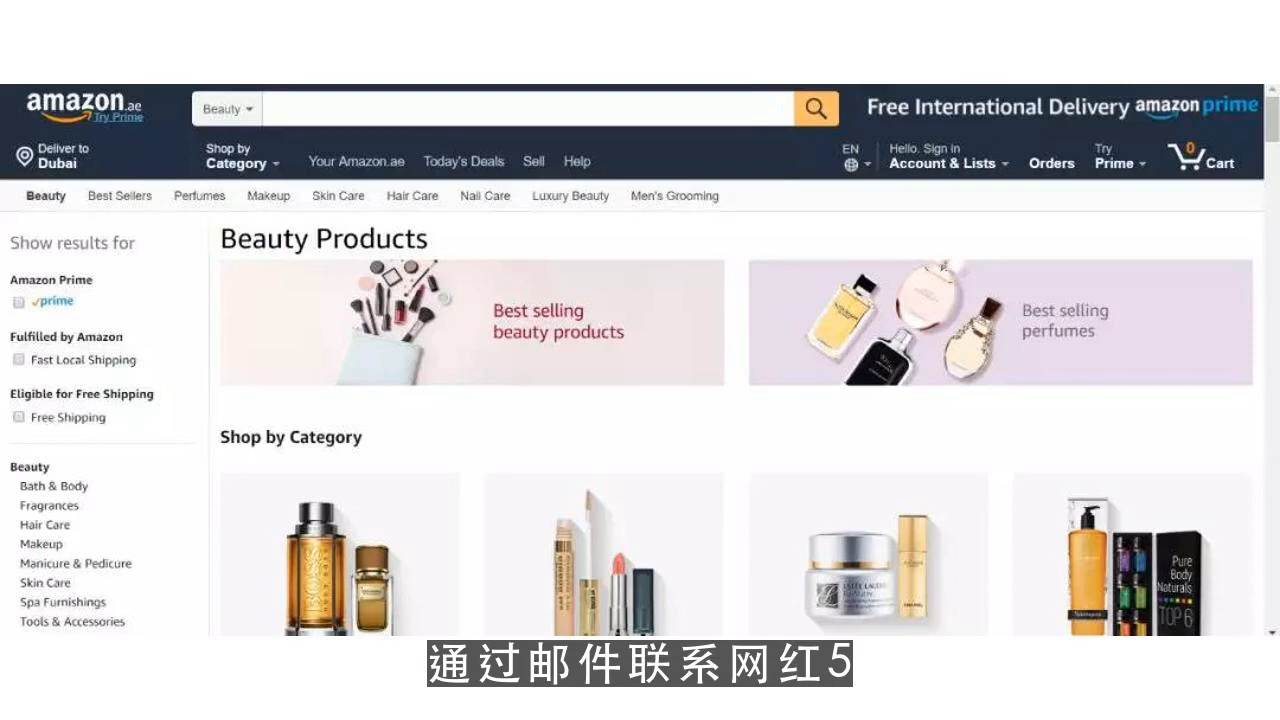 amazon.ae
Try Prime
Beauty
Free International Delivery amazon prime
Deliver to
Dubai
Shop by
Category
Your Amazon.ae
Today's Deals
Sell
Help
EN
Hello. Sign in
Account & Lists
Orders
Try
Prime
0
Cart
Beauty
Best Sellers
Perfumes
Makeup
Skin Care
Hair Care
Nail Care
Luxury Beauty
Men's Grooming
Show results for
Amazon Prime
prime
Fulfilled by Amazon
Fast Local Shipping
Eligible for Free Shipping
Free Shipping
Beauty
Bath & Body
Fragrances
Hair Care
Makeup
Manicure & Pedicure
Skin Care
Spa Furnishings
Tools & Accessories
Beauty Products
Best selling
beauty products
Best selling
perfumes
Shop by Category
BOSS
ESTĒE LAUDER
CHANEL
Pure
Body
Naturals
TOP 6
通过邮件联系网红5